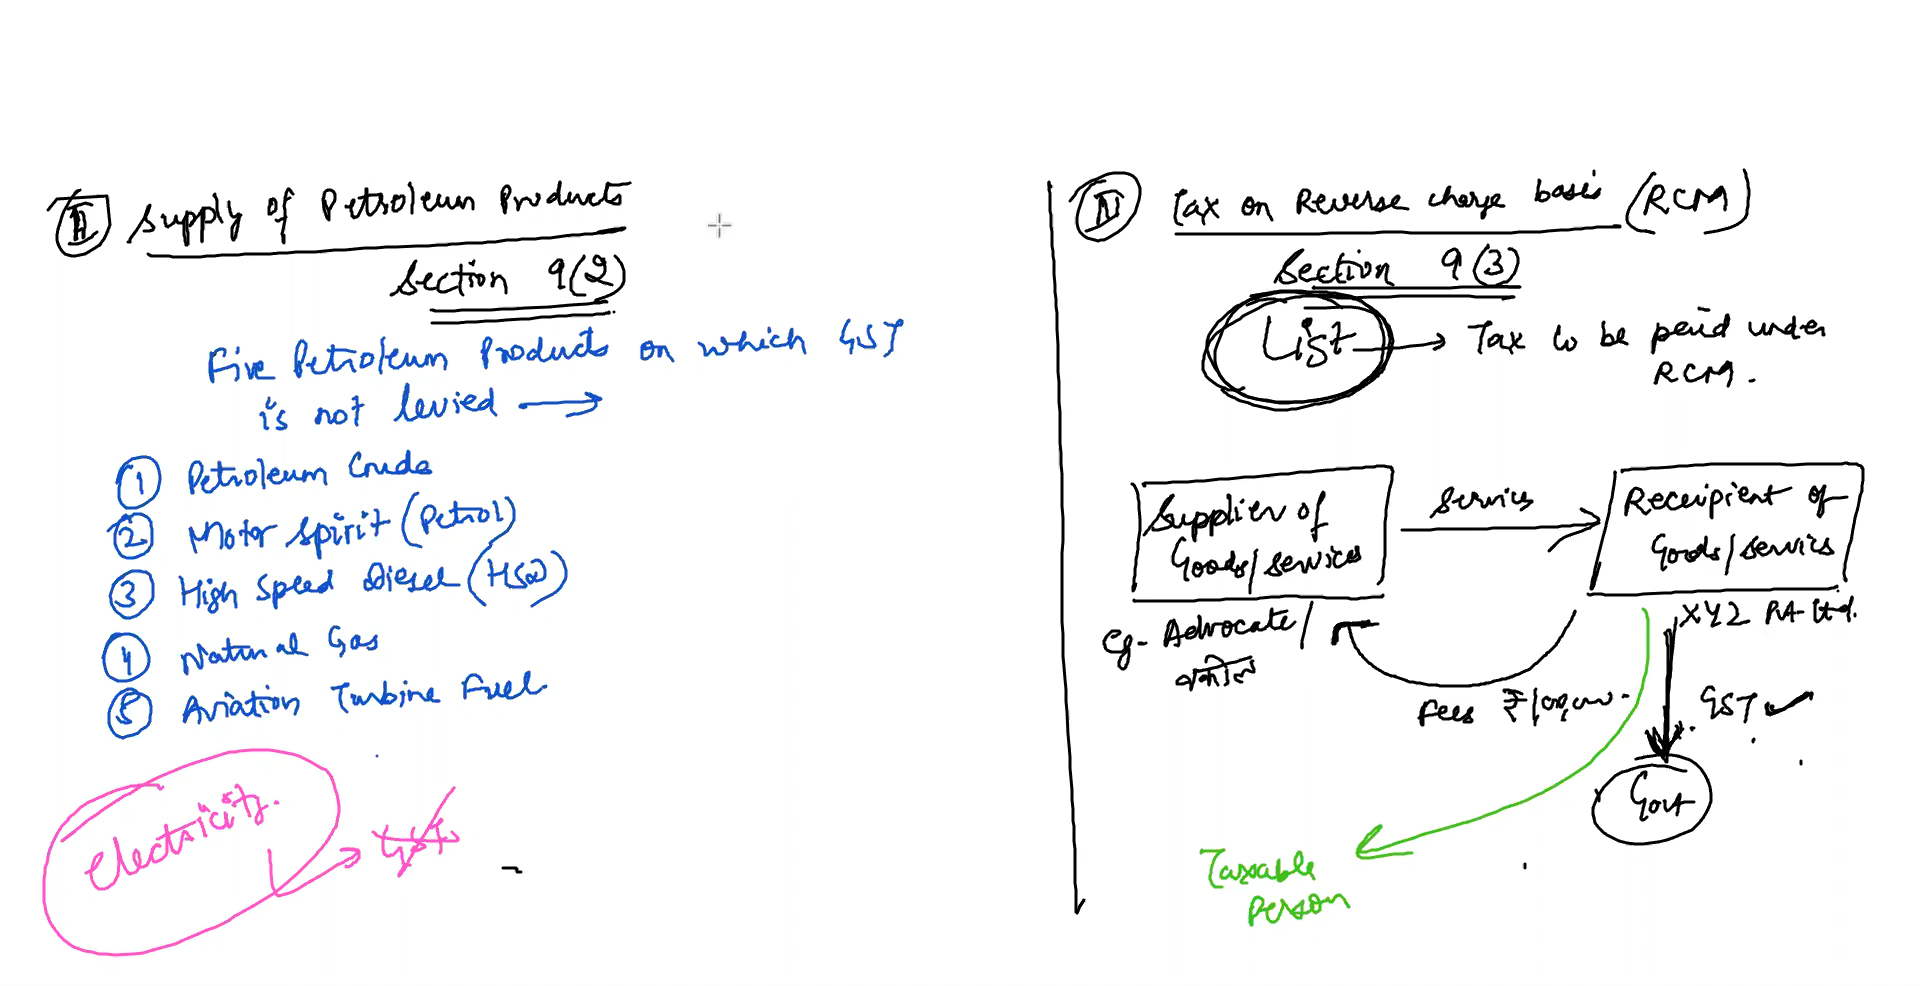 II Supply of Petroleum Products
Section 9(2)
Five Petroleum Products on which GST
is not levied →
1 Petroleum Crude
2 Motor Spirit (Petrol)
3 High Speed Diesel (HSD)
4 Natural Gas
5 Aviation Turbine Fuel
Electricity.
GST
IV Tax on Reverse charge basis (RCM)
Section 9(3)
List → Tax to be paid under
RCM.
Supplier of
Goods/services
Service
Receipient of
Goods/service
Eg- Advocate/
वकील
XYZ Pvt Ltd.
Fees ₹1,00,000.
GST ✓
Govt
Taxable
Person